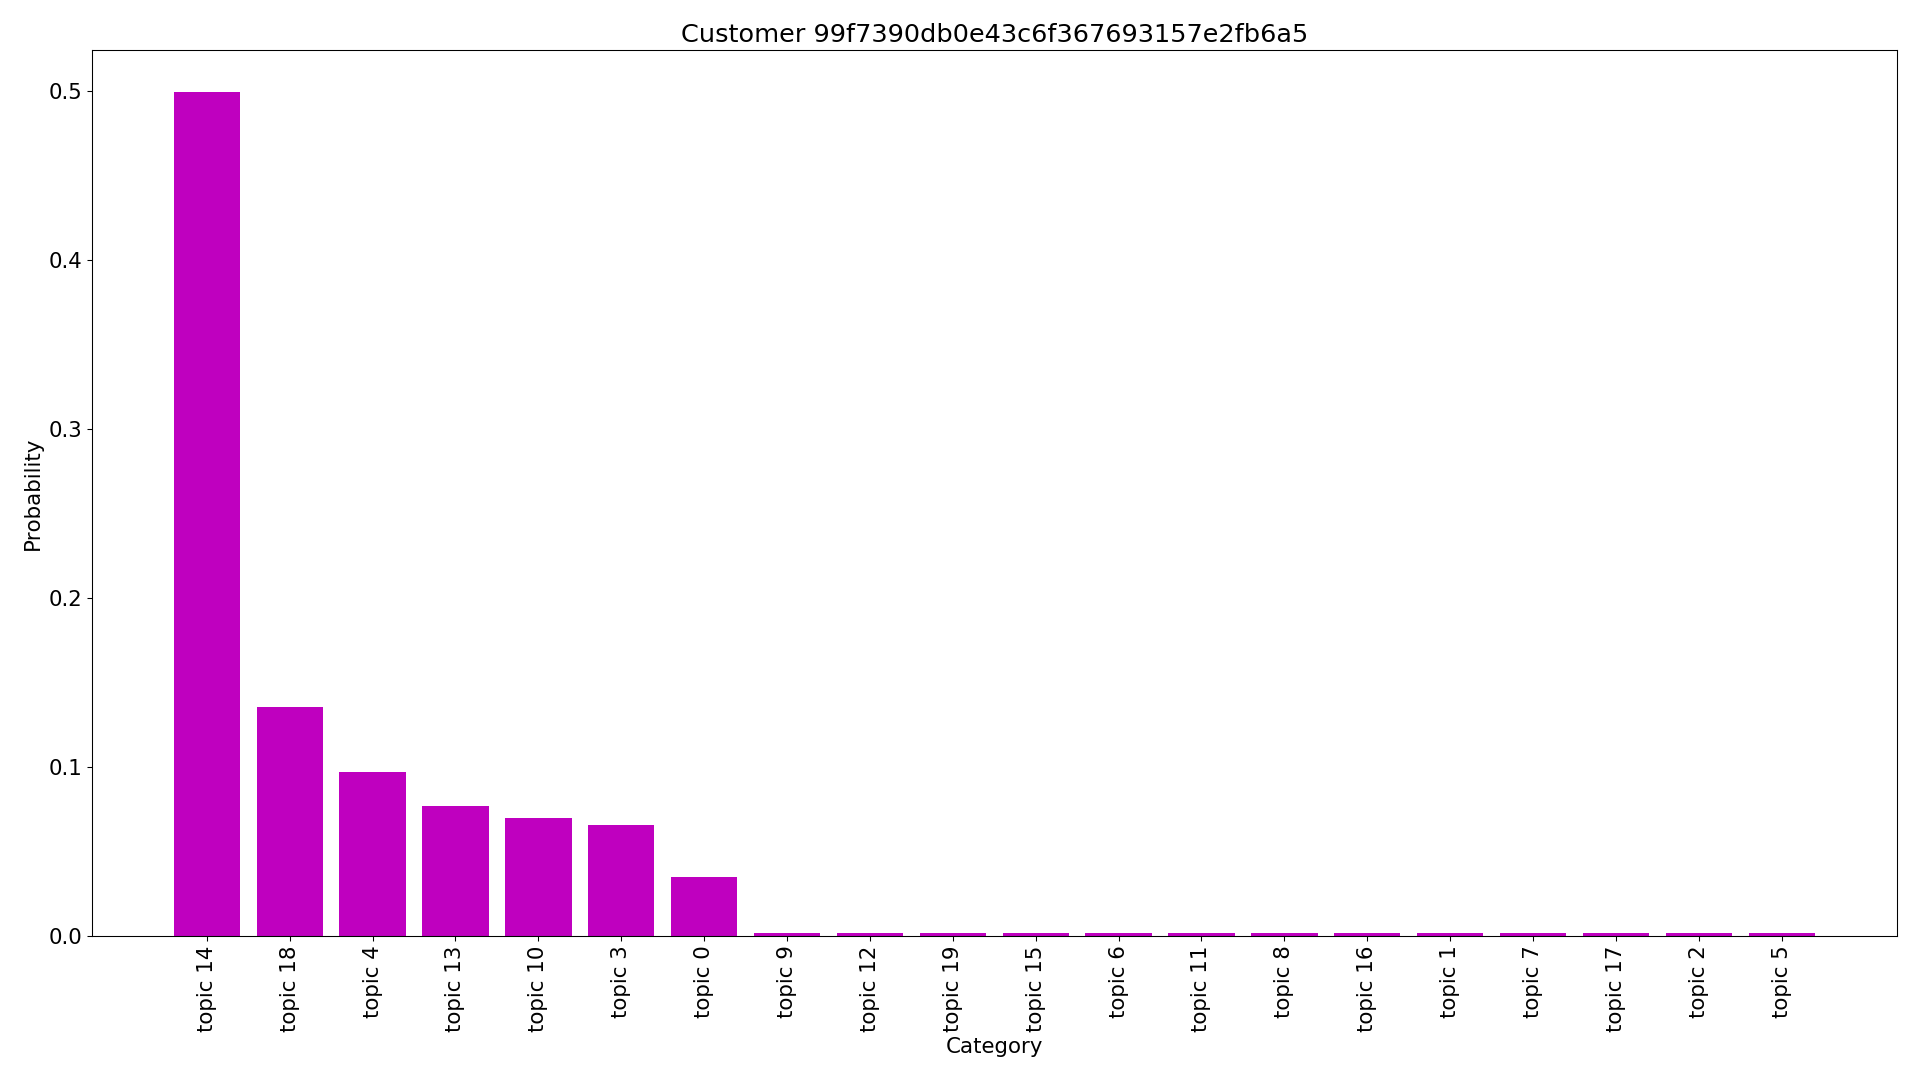 Customer 99f7390db0e43c6f367693157e2fb6a5
Probability
0.5
0.4
0.3
0.2
0.1
0.0
topic 14
topic 18
topic 4
topic 13
topic 10
topic 3
topic 0
topic 9
topic 12
topic 19
topic 15
topic 6
topic 11
topic 8
topic 16
topic 1
topic 7
topic 17
topic 2
topic 5
Category